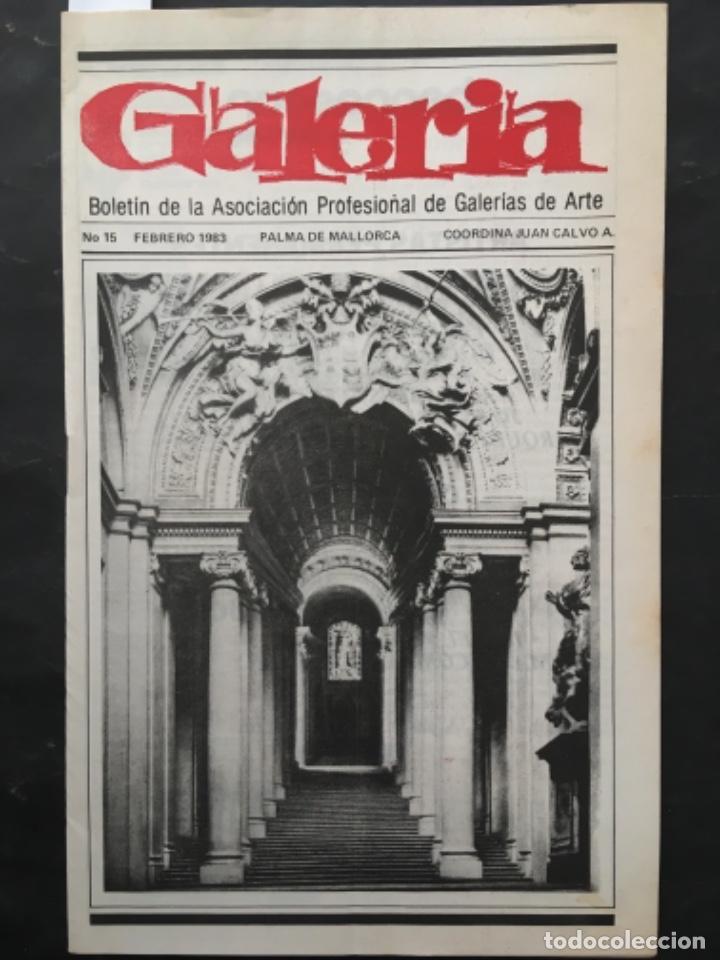 Galeria
Boletín de la Asociación Profesioñal de Galerías de Arte
No 15 FEBRERO 1983 PALMA DE MALLORCA COORDINA JUAN CALVO A.
todocoleccion